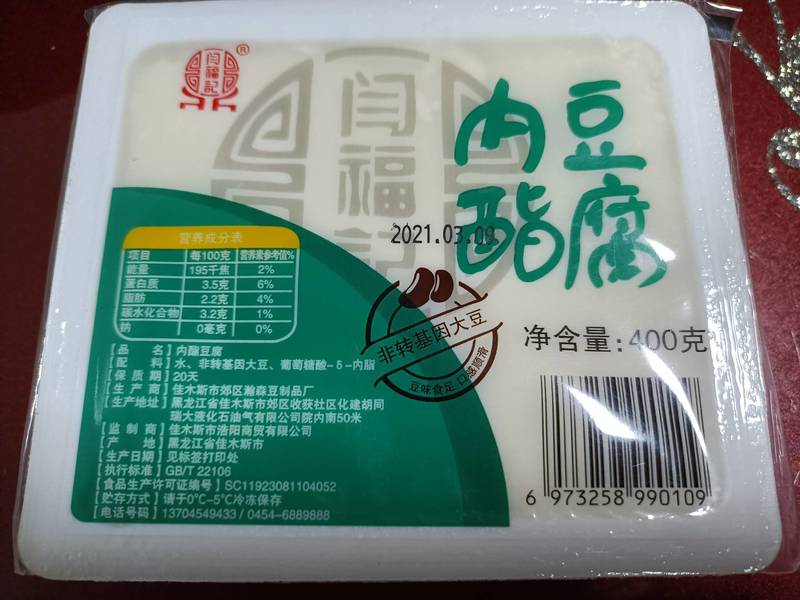 闫福記®
闫福記
内酯
豆腐
2021.03.09
营养成分表
项目 每100克 营养素参考值%
能量 195千焦 2%
蛋白质 3.5克 6%
脂肪 2.2克 4%
碳水化合物 3.2克 1%
钠 0毫克 0%
非转基因大豆
豆味食足 口感顺滑
净含量:400克
【品名】内酯豆腐
【配料】水、非转基因大豆、葡萄糖酸-δ-内脂
【保质期】20天
【生产商】佳木斯市郊区瀚森豆制品厂
【生产地址】黑龙江省佳木斯市郊区收获社区化建胡同
瑞大液化石油气有限公司院内南50米
【监制商】佳木斯市浩阳商贸有限公司
【产地】黑龙江省佳木斯市
【生产日期】见标签打印处
【执行标准】GB/T 22106
【食品生产许可证编号】SC11923081104052
【贮存方式】请于0℃-5℃冷冻保存
【电话号码】13704549433 / 0454-6889888
6 973258 990109